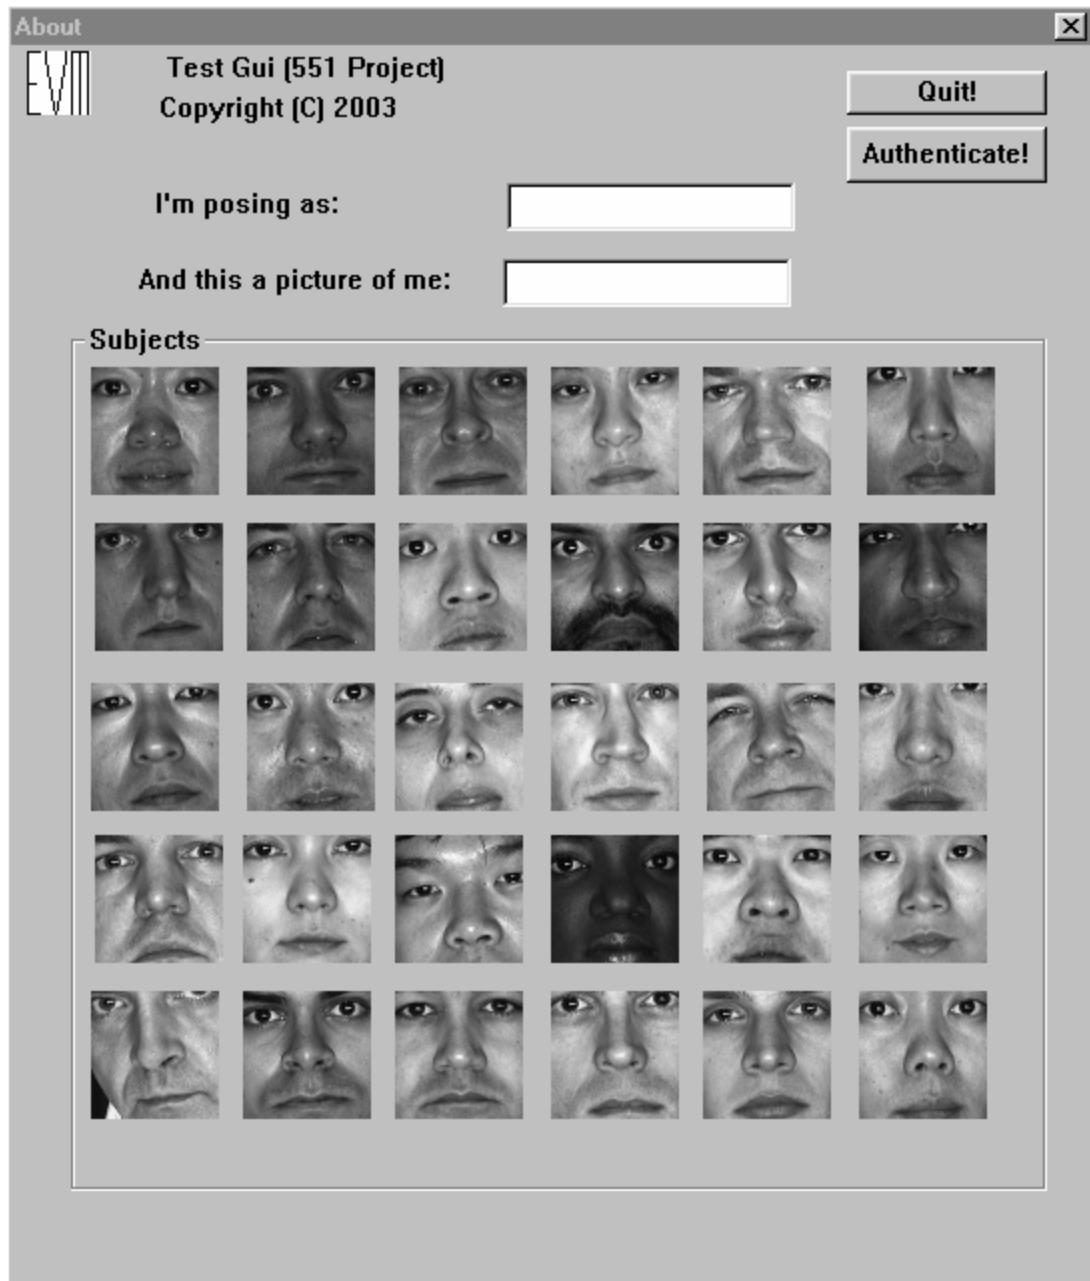 About
EVM
Test Gui (551 Project)
Copyright (C) 2003
Quit!
Authenticate!
I'm posing as:
And this a picture of me:
Subjects